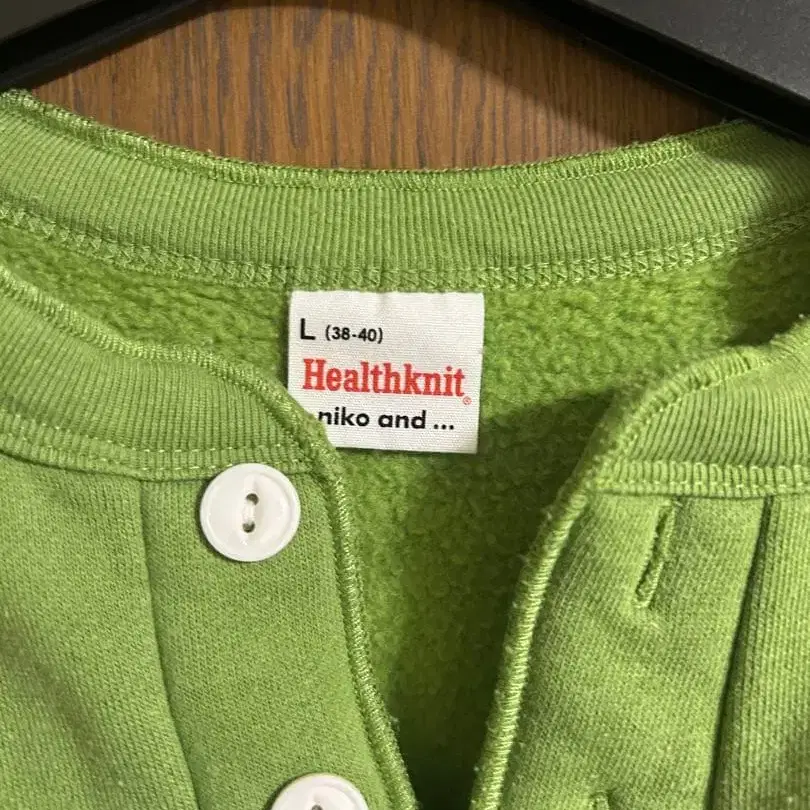 L (38-40)
Healthknit®
niko and ...